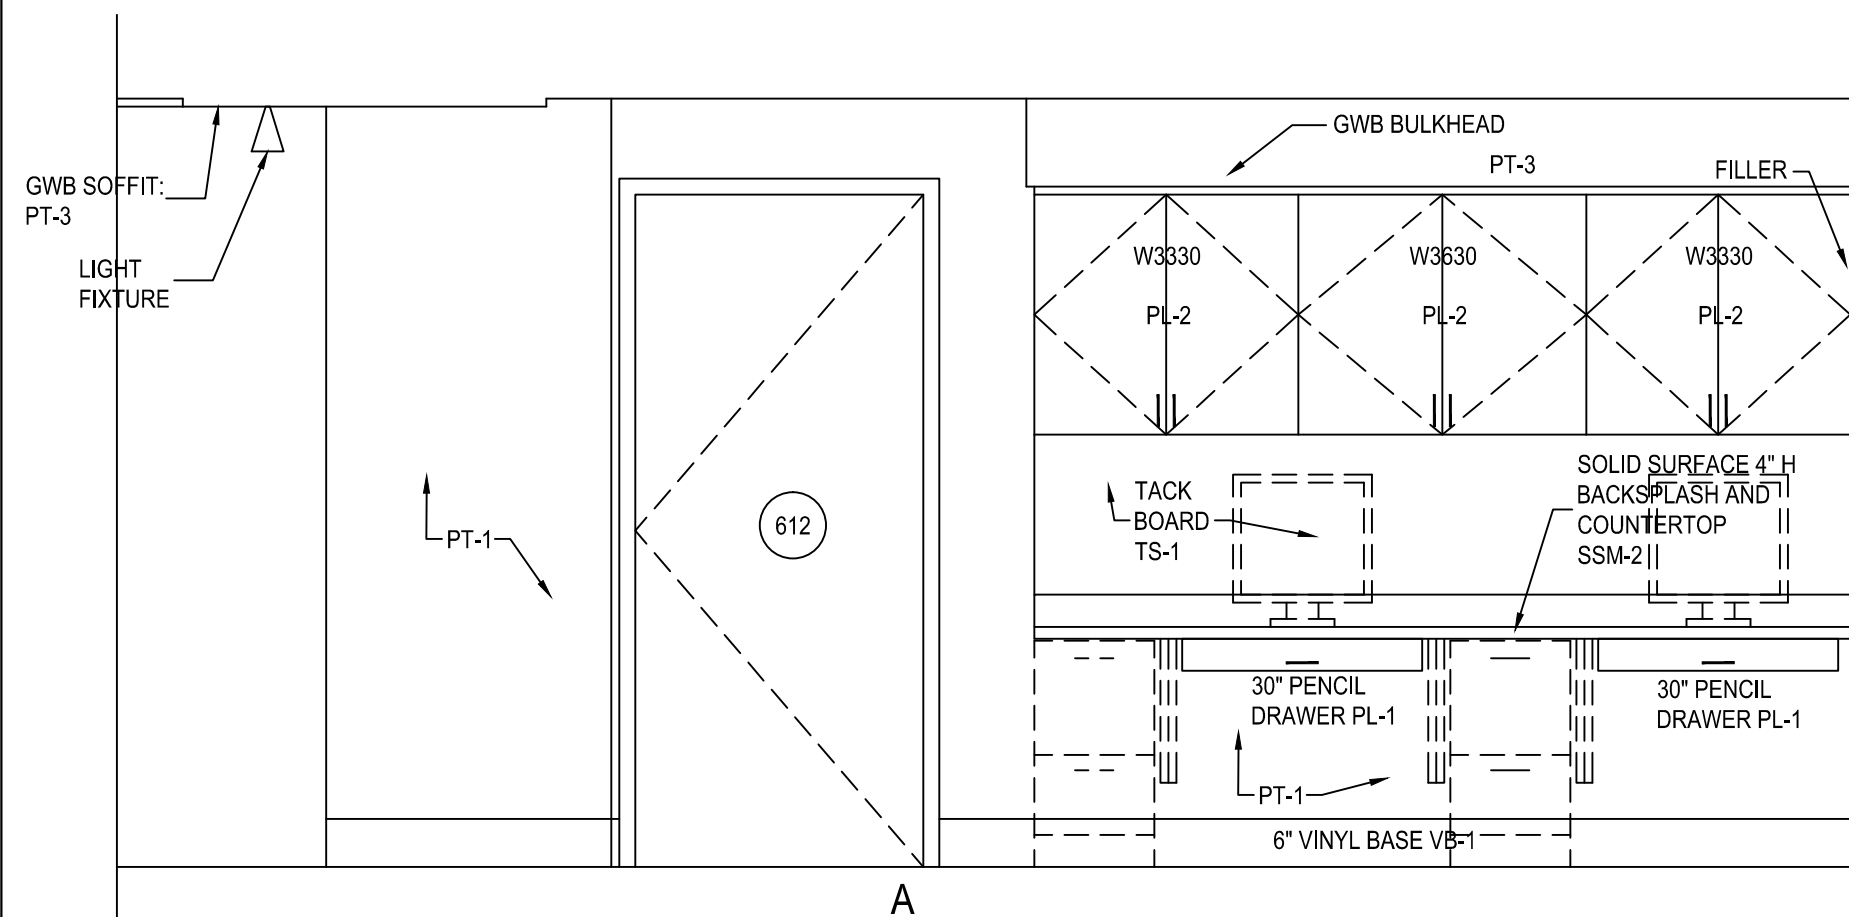 GWB BULKHEAD
PT-3
FILLER
GWB SOFFIT:
PT-3
LIGHT
FIXTURE
W3330
PL-2
W3630
PL-2
W3330
PL-2
PT-1
612
TACK
BOARD
TS-1
SOLID SURFACE 4" H
BACKSPLASH AND
COUNTERTOP
SSM-2
30" PENCIL
DRAWER PL-1
30" PENCIL
DRAWER PL-1
PT-1
6" VINYL BASE VB-1
A